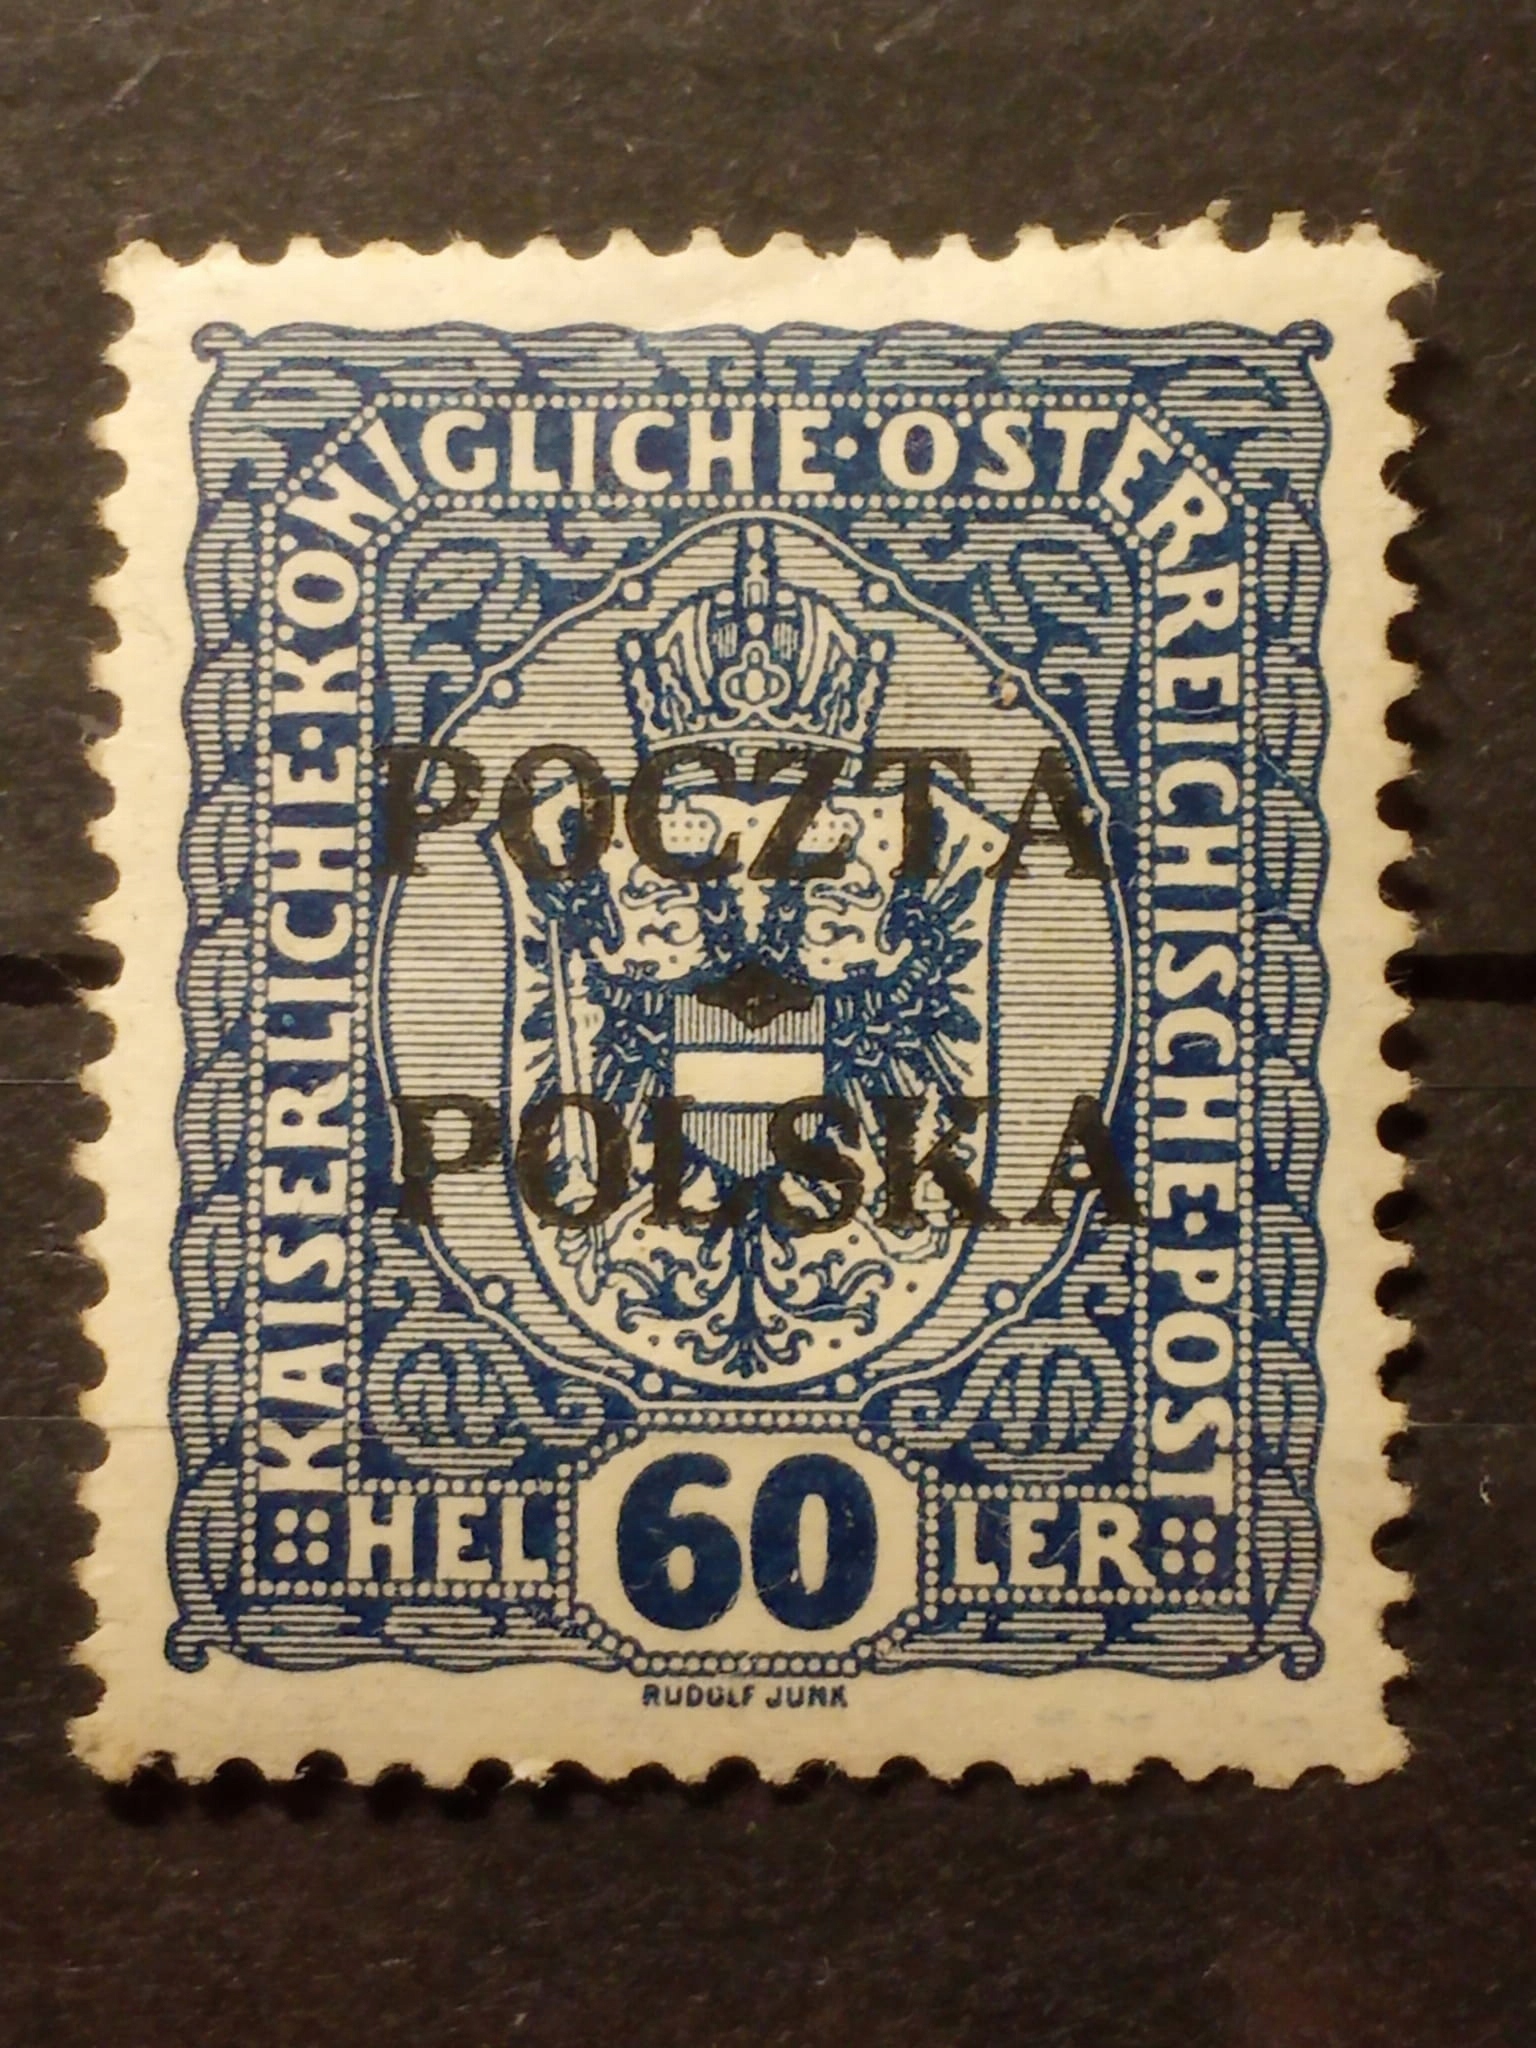 KAISERLICHE·KÖNIGLICHE·ÖSTERREICHISCHE·POST
POCZTA
POLSKA
HEL 60 LER
RUDOLF JUNK